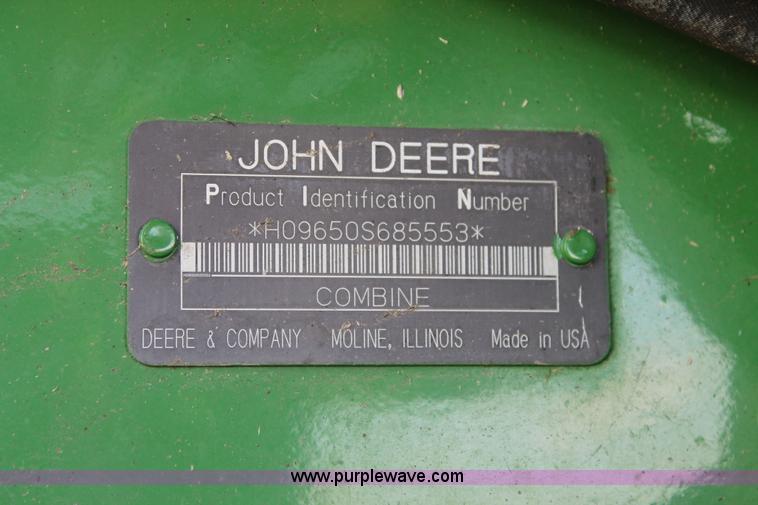 JOHN DEERE
Product Identification Number
*H09650S685553*
COMBINE
DEERE & COMPANY MOLINE, ILLINOIS Made in USA
www.purplewave.com